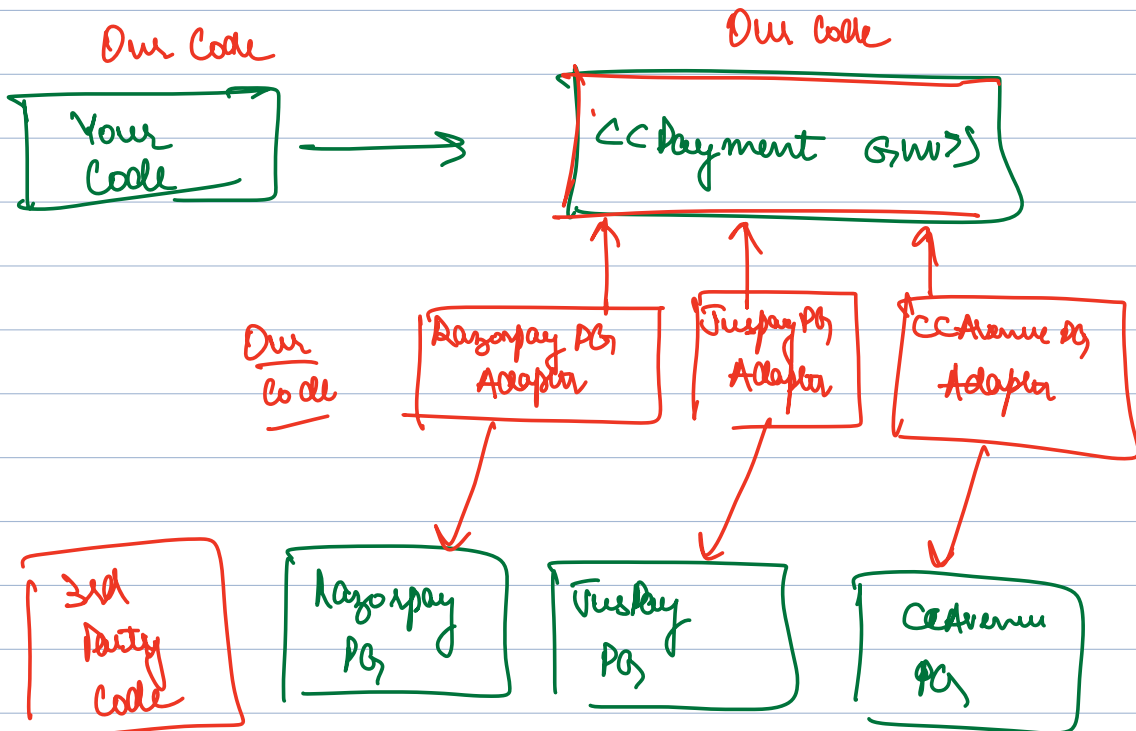 Our Code
Our Code
Your
Code
<<Payment GW>>
Our
Code
Razorpay PG
Adapter
Juspay PG
Adapter
CCAvenue PG
Adapter
3rd
Party
Code
Razorpay
PG
JusPay
PG
CCAvenue
PG